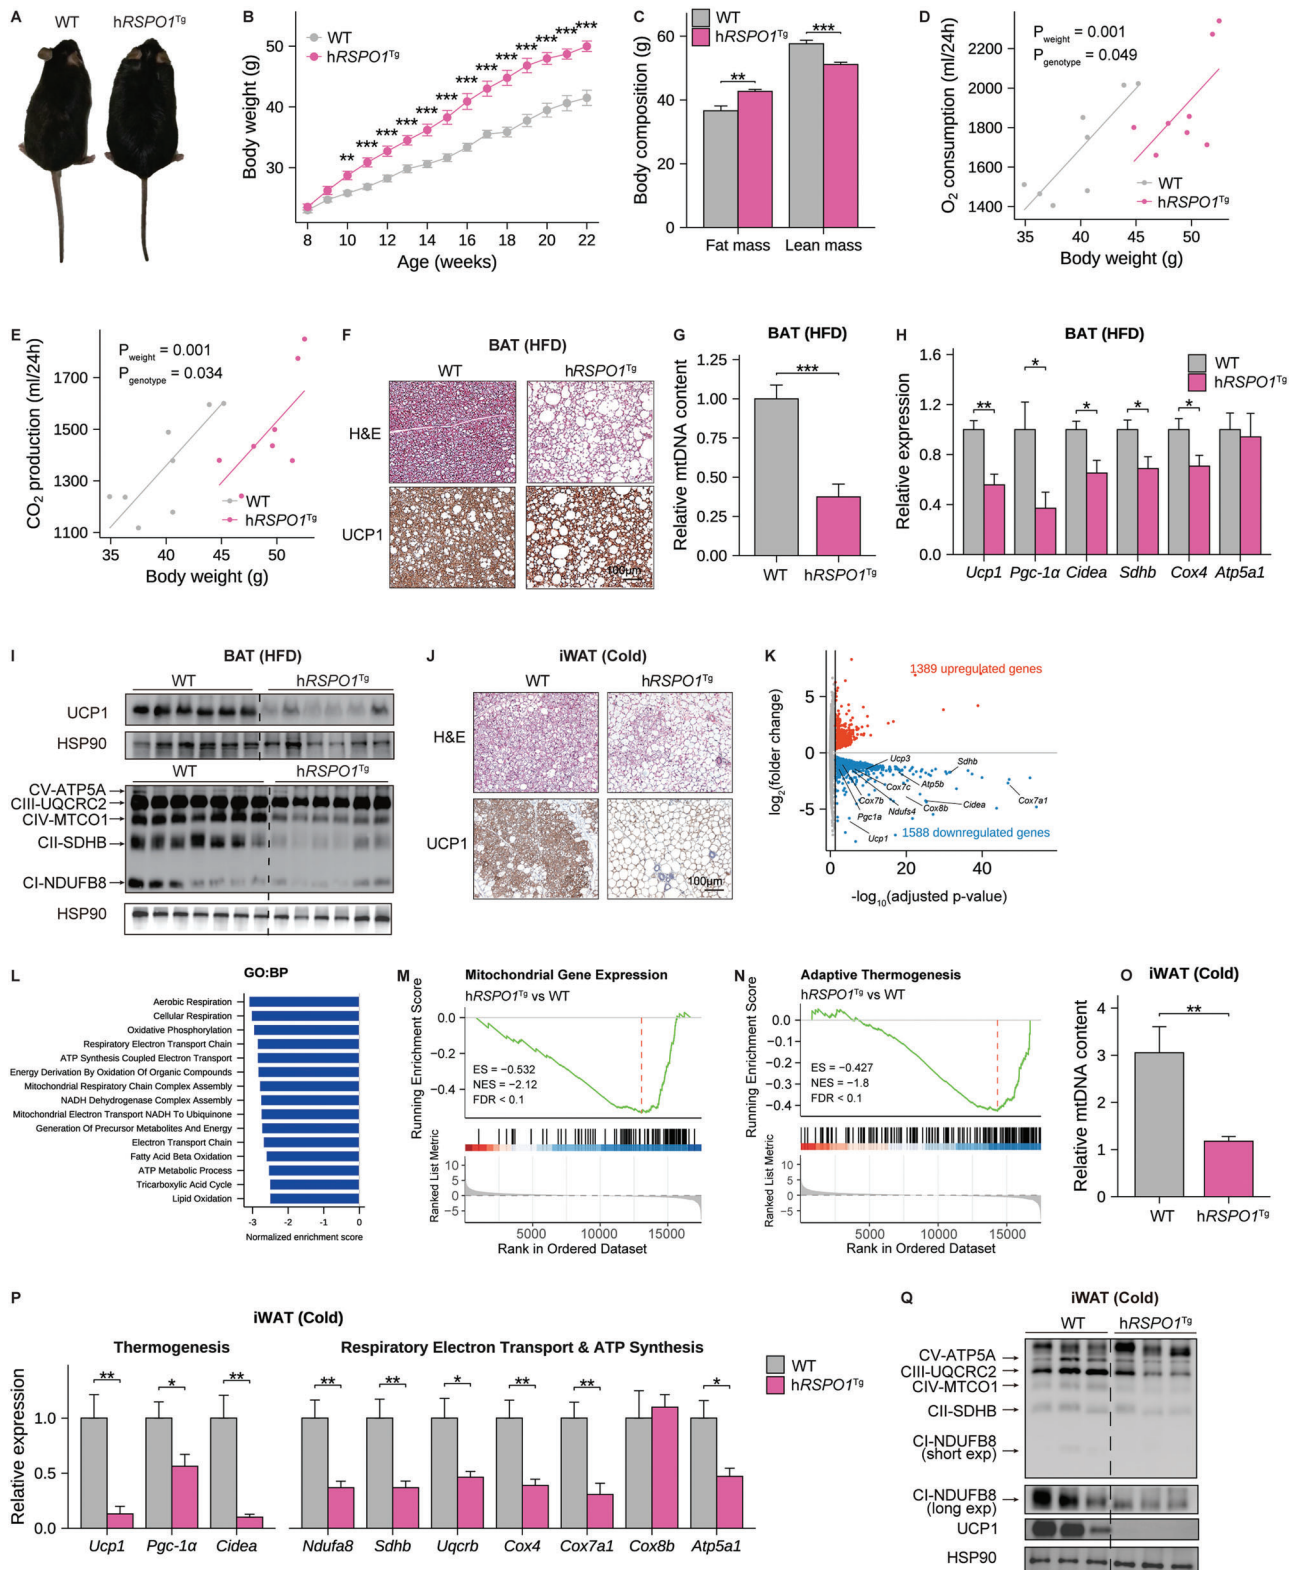 A
WT hRSPO1Tg
B
WT
hRSPO1Tg
Body weight (g)
50
40
30
** *** *** *** *** *** *** *** *** *** *** *** ***
8 10 12 14 16 18 20 22
Age (weeks)
C
WT
hRSPO1Tg
Body composition (g)
60
40
20
0
** ***
Fat mass Lean mass
D
Pweight = 0.001
Pgenotype = 0.049
O2 consumption (ml/24h)
2200
2000
1800
1600
1400
WT
hRSPO1Tg
35 40 45 50
Body weight (g)
E
Pweight = 0.001
Pgenotype = 0.034
CO2 production (ml/24h)
1700
1500
1300
1100
WT
hRSPO1Tg
35 40 45 50
Body weight (g)
F
BAT (HFD)
WT hRSPO1Tg
H&E
UCP1
100μm
G
BAT (HFD)
Relative mtDNA content
1.25
1.00
0.75
0.50
0.25
0.00
***
WT hRSPO1Tg
H
BAT (HFD)
WT
hRSPO1Tg
Relative expression
1.6
1.2
0.8
0.4
0.0
** * * * *
Ucp1 Pgc-1α Cidea Sdhb Cox4 Atp5a1
I
BAT (HFD)
WT hRSPO1Tg
UCP1
HSP90
WT hRSPO1Tg
CV-ATP5A
CIII-UQCRC2
CIV-MTCO1
CII-SDHB
CI-NDUFB8
HSP90
J
iWAT (Cold)
WT hRSPO1Tg
H&E
UCP1
100μm
K
1389 upregulated genes
log2(folder change)
5
0
-5
Ucp3
Sdhb
Cox7c
Atp5b
Cox7b
Cox8b
Cidea
Cox7a1
Pgc1a
Ndufs4
Ucp1
1588 downregulated genes
0 20 40
-log10(adjusted p-value)
L
GO:BP
Aerobic Respiration
Cellular Respiration
Oxidative Phosphorylation
Respiratory Electron Transport Chain
ATP Synthesis Coupled Electron Transport
Energy Derivation By Oxidation Of Organic Compounds
Mitochondrial Respiratory Chain Complex Assembly
NADH Dehydrogenase Complex Assembly
Mitochondrial Electron Transport NADH To Ubiquinone
Generation Of Precursor Metabolites And Energy
Electron Transport Chain
Fatty Acid Beta Oxidation
ATP Metabolic Process
Tricarboxylic Acid Cycle
Lipid Oxidation
-3 -2 -1 0
Normalized enrichment score
M
Mitochondrial Gene Expression
hRSPO1Tg vs WT
Running Enrichment Score
0.0
−0.2
−0.4
ES = −0.532
NES = −2.12
FDR < 0.1
Ranked List Metric
10
5
0
−5
5000 10000 15000
Rank in Ordered Dataset
N
Adaptive Thermogenesis
hRSPO1Tg vs WT
Running Enrichment Score
0.0
−0.1
−0.2
−0.3
−0.4
ES = −0.427
NES = −1.8
FDR < 0.1
Ranked List Metric
10
5
0
−5
5000 10000 15000
Rank in Ordered Dataset
O
iWAT (Cold)
Relative mtDNA content
3
2
1
0
**
WT hRSPO1Tg
P
iWAT (Cold)
Thermogenesis Respiratory Electron Transport & ATP Synthesis
WT
hRSPO1Tg
Relative expression
1.0
0.5
0.0
** * ** ** ** * ** ** *
Ucp1 Pgc-1α Cidea Ndufa8 Sdhb Uqcrb Cox4 Cox7a1 Cox8b Atp5a1
Q
iWAT (Cold)
WT hRSPO1Tg
CV-ATP5A
CIII-UQCRC2
CIV-MTCO1
CII-SDHB
CI-NDUFB8
(short exp)
CI-NDUFB8
(long exp)
UCP1
HSP90